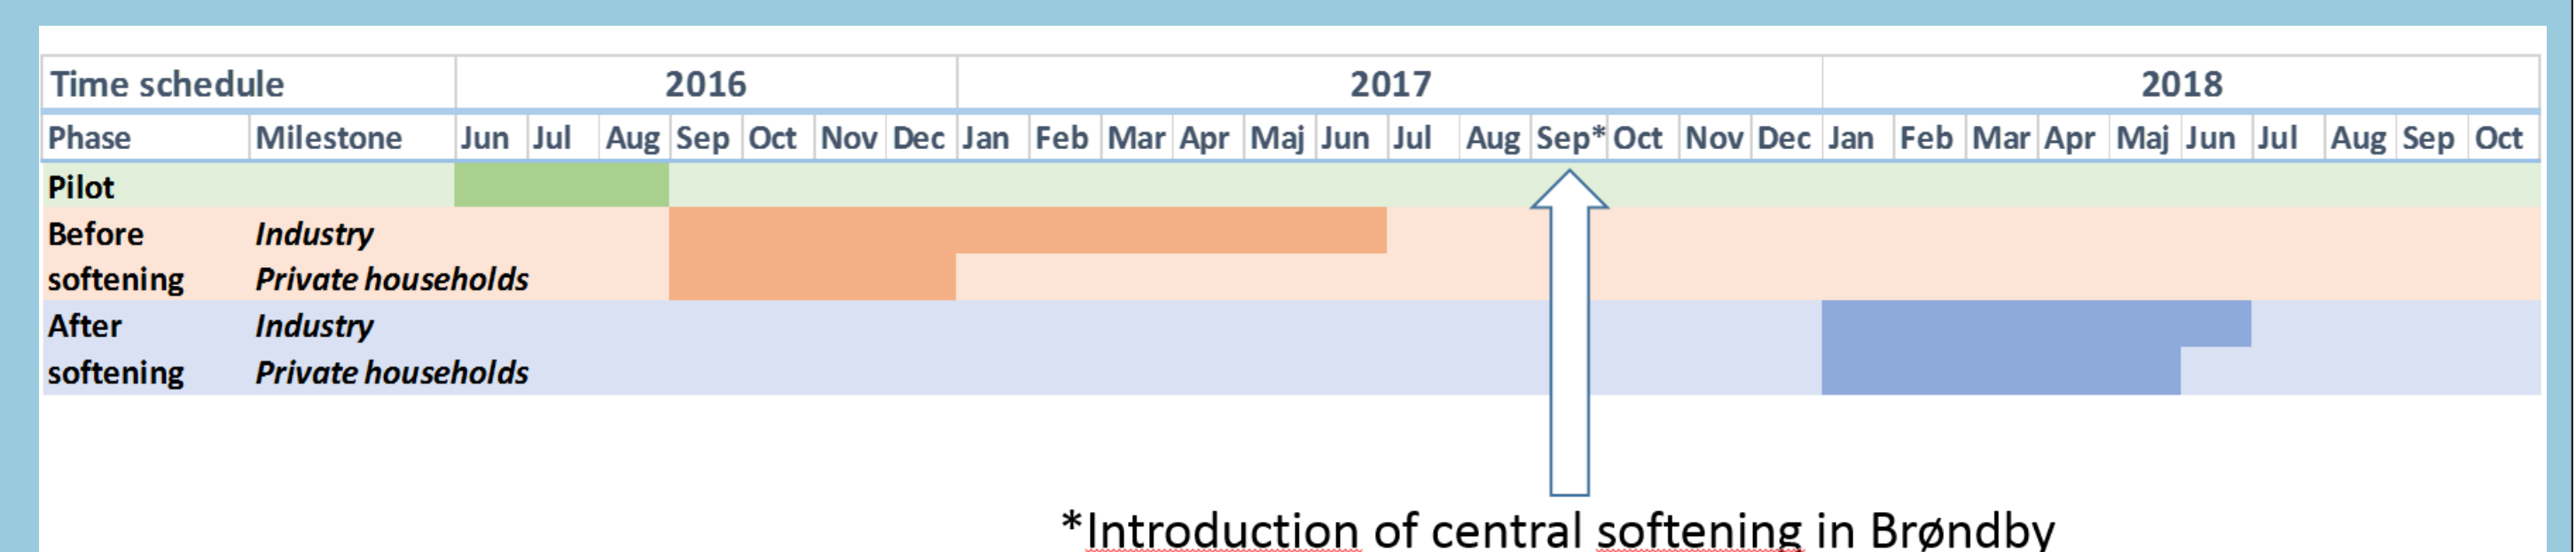 Time schedule 2016 2017 2018
Phase Milestone Jun Jul Aug Sep Oct Nov Dec Jan Feb Mar Apr Maj Jun Jul Aug Sep* Oct Nov Dec Jan Feb Mar Apr Maj Jun Jul Aug Sep Oct
Pilot
Before Industry
softening Private households
After Industry
softening Private households
*Introduction of central softening in Brøndby